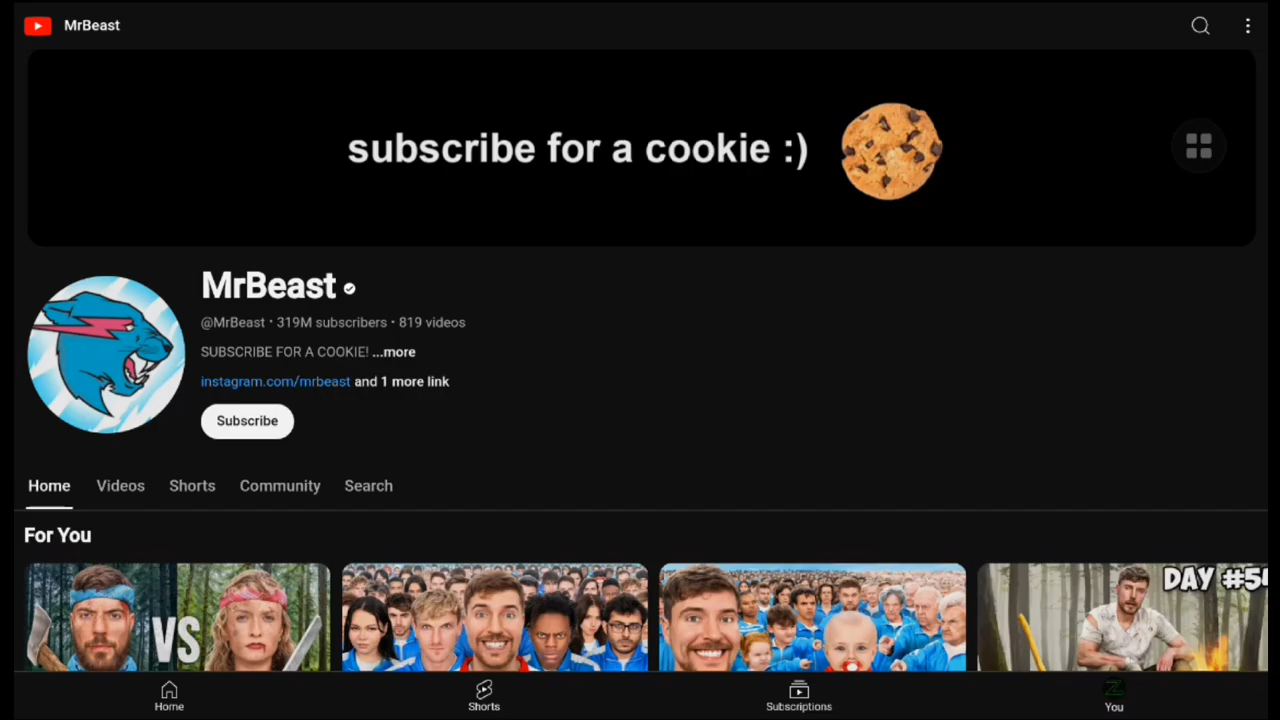 MrBeast
subscribe for a cookie :)
MrBeast
@MrBeast • 319M subscribers • 819 videos
SUBSCRIBE FOR A COOKIE! ...more
instagram.com/mrbeast and 1 more link
Subscribe
Home Videos Shorts Community Search
For You
VS
DAY #5
Home Shorts Subscriptions You